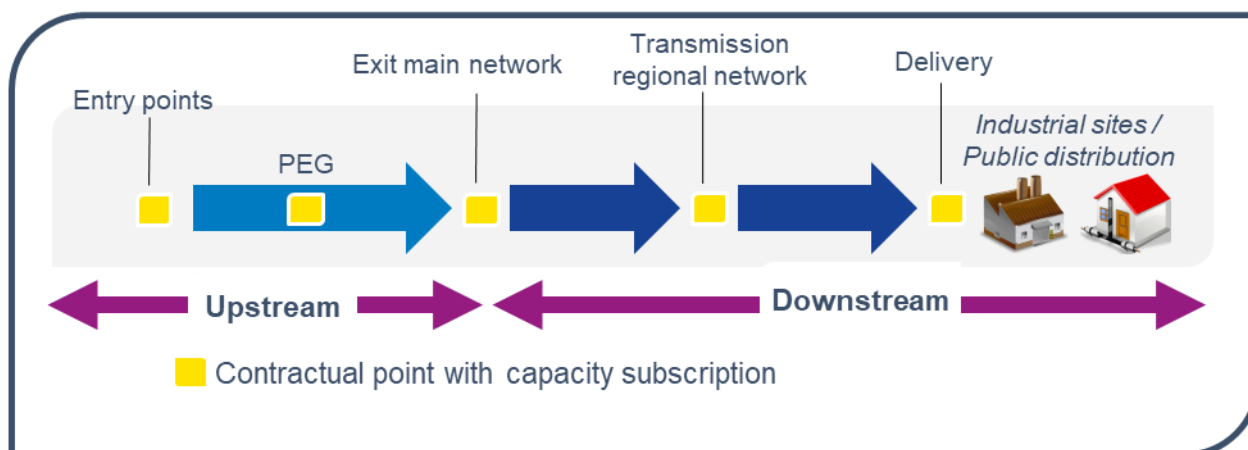 Entry points
Exit main network
Transmission
regional network
Delivery
PEG
Industrial sites /
Public distribution
Upstream
Downstream
Contractual point with capacity subscription